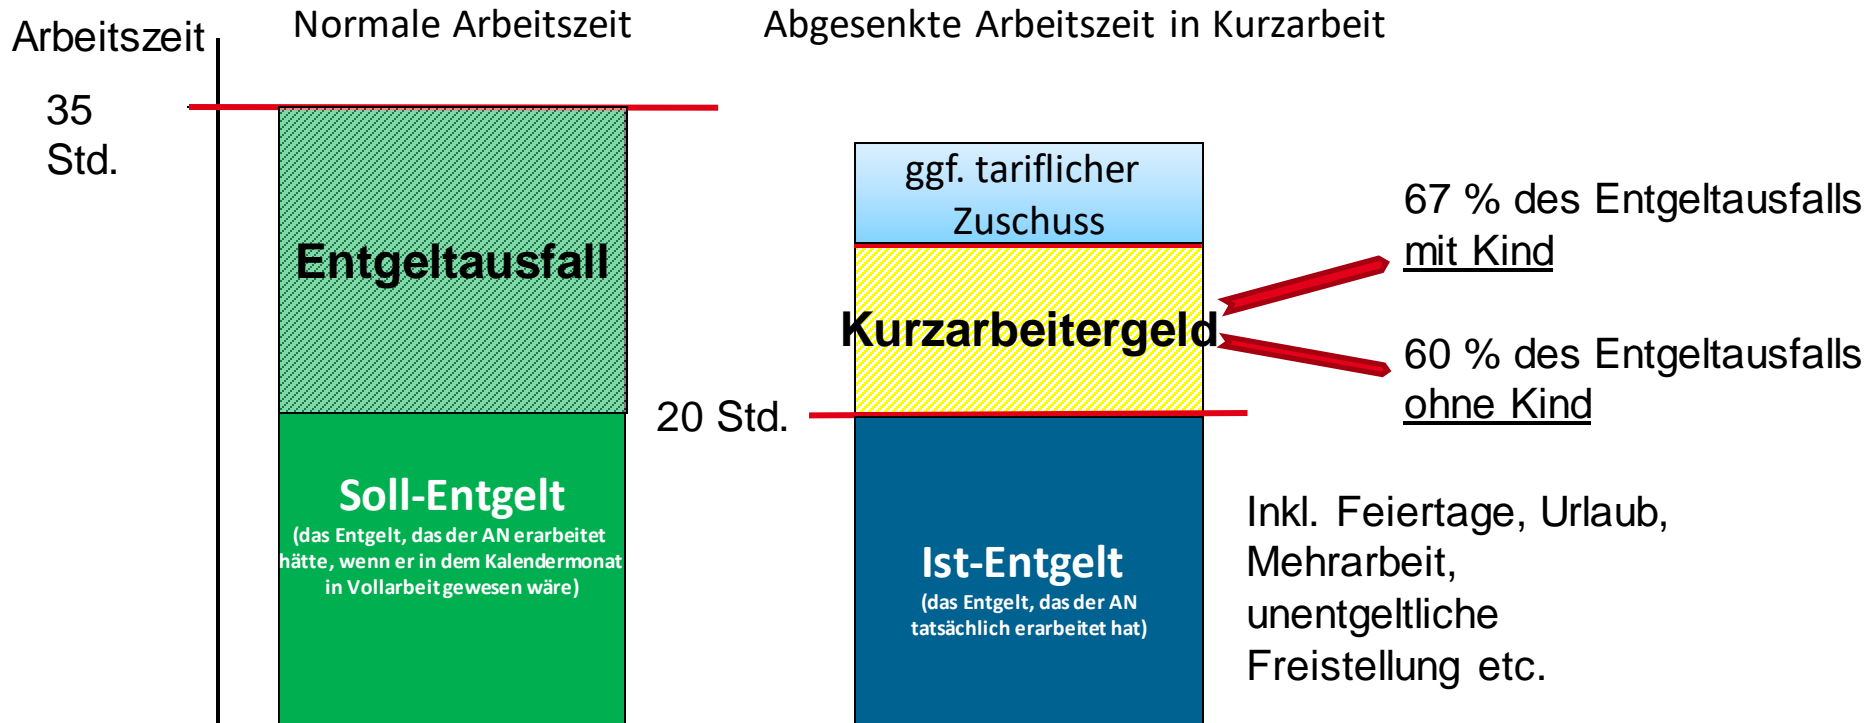 Arbeitszeit
Normale Arbeitszeit
Abgesenkte Arbeitszeit in Kurzarbeit
35
Std.
Entgeltausfall
Soll-Entgelt
(das Entgelt, das der AN erarbeitet
hätte, wenn er in dem Kalendermonat
in Vollarbeit gewesen wäre)
20 Std.
ggf. tariflicher
Zuschuss
Kurzarbeitergeld
Ist-Entgelt
(das Entgelt, das der AN
tatsächlich erarbeitet hat)
67 % des Entgeltausfalls
mit Kind
60 % des Entgeltausfalls
ohne Kind
Inkl. Feiertage, Urlaub,
Mehrarbeit,
unentgeltliche
Freistellung etc.